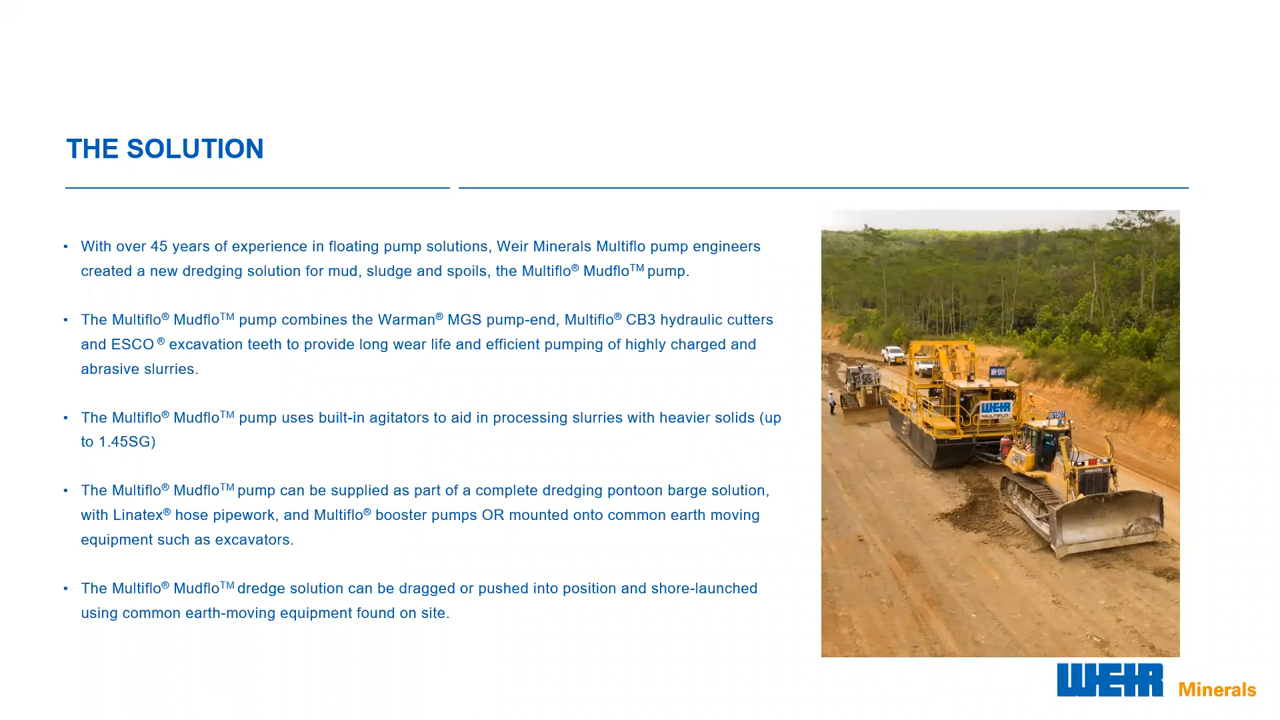 THE SOLUTION
• With over 45 years of experience in floating pump solutions, Weir Minerals Multiflo pump engineers
created a new dredging solution for mud, sludge and spoils, the Multiflo® Mudflo™ pump.
• The Multiflo® Mudflo™ pump combines the Warman® MGS pump-end, Multiflo® CB3 hydraulic cutters
and ESCO ® excavation teeth to provide long wear life and efficient pumping of highly charged and
abrasive slurries.
• The Multiflo® Mudflo™ pump uses built-in agitators to aid in processing slurries with heavier solids (up
to 1.45SG)
• The Multiflo® Mudflo™ pump can be supplied as part of a complete dredging pontoon barge solution,
with Linatex® hose pipework, and Multiflo® booster pumps OR mounted onto common earth moving
equipment such as excavators.
• The Multiflo® Mudflo™ dredge solution can be dragged or pushed into position and shore-launched
using common earth-moving equipment found on site.
WEIR
MULTIFLO
WEIR Minerals